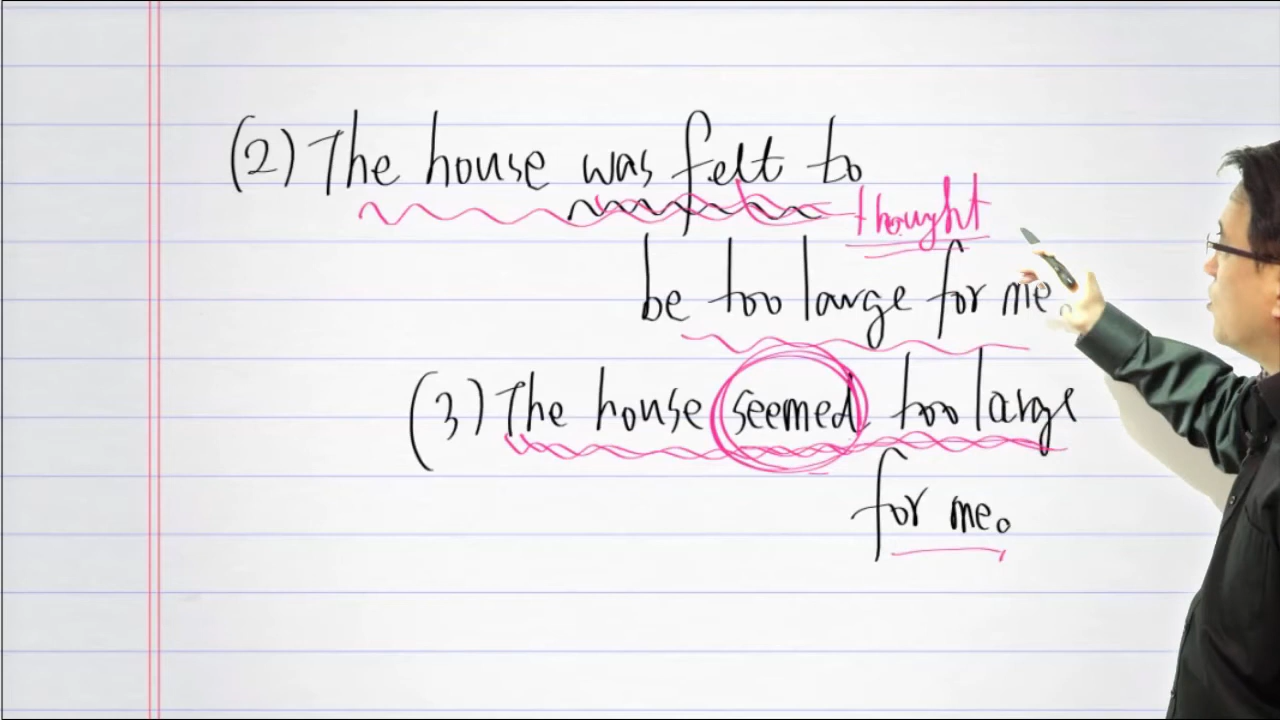 (2) The house was felt to
thought
be too large for me.
(3) The house seemed too large
for me.